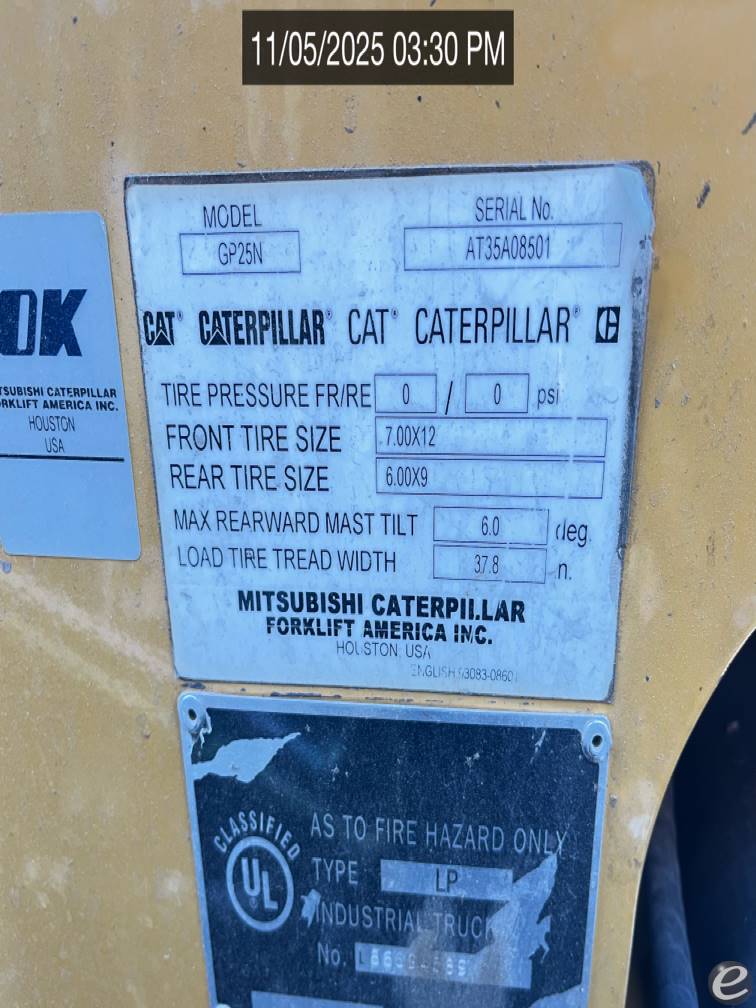 11/05/2025 03:30 PM
MODEL SERIAL No.
GP25N AT35A08501
OK
CAT® CATERPILLAR® CAT® CATERPILLAR®
TSUBISHI CATERPILLAR
ORKLIFT AMERICA INC.
HOUSTON
USA
TIRE PRESSURE FR/RE 0 / 0 psi
FRONT TIRE SIZE 7.00X12
REAR TIRE SIZE 6.00X9
MAX REARWARD MAST TILT 6.0 deg.
LOAD TIRE TREAD WIDTH 37.8 n.
MITSUBISHI CATERPILLAR
FORKLIFT AMERICA INC.
HOUSTON, USA
ENGLISH
CLASSIFIED
UL
AS TO FIRE HAZARD ONLY
TYPE LP
INDUSTRIAL TRUCK
No.
e